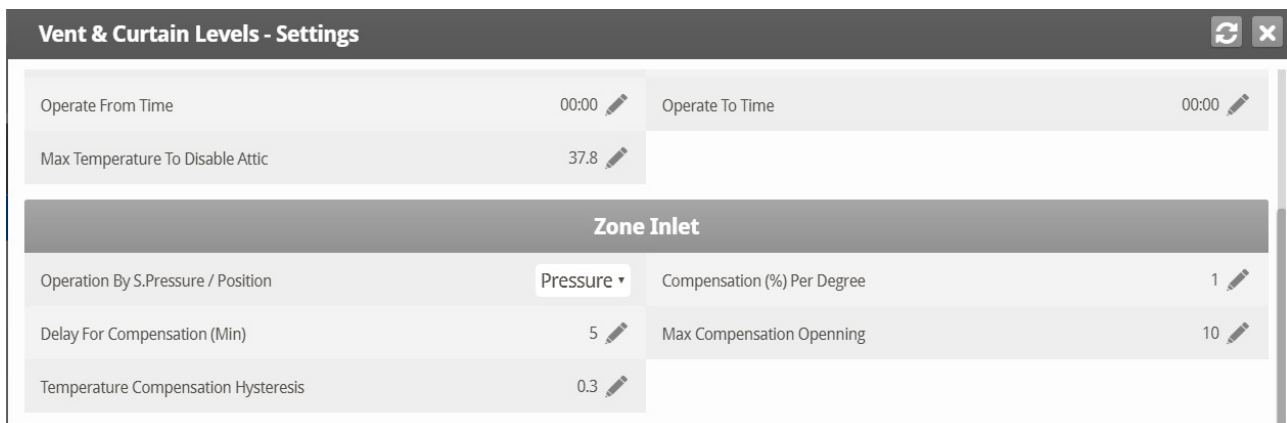 Vent & Curtain Levels - Settings
Operate From Time 00:00 Operate To Time 00:00
Max Temperature To Disable Attic 37.8
Zone Inlet
Operation By S.Pressure / Position Pressure Compensation (%) Per Degree 1
Delay For Compensation (Min) 5 Max Compensation Openning 10
Temperature Compensation Hysteresis 0.3